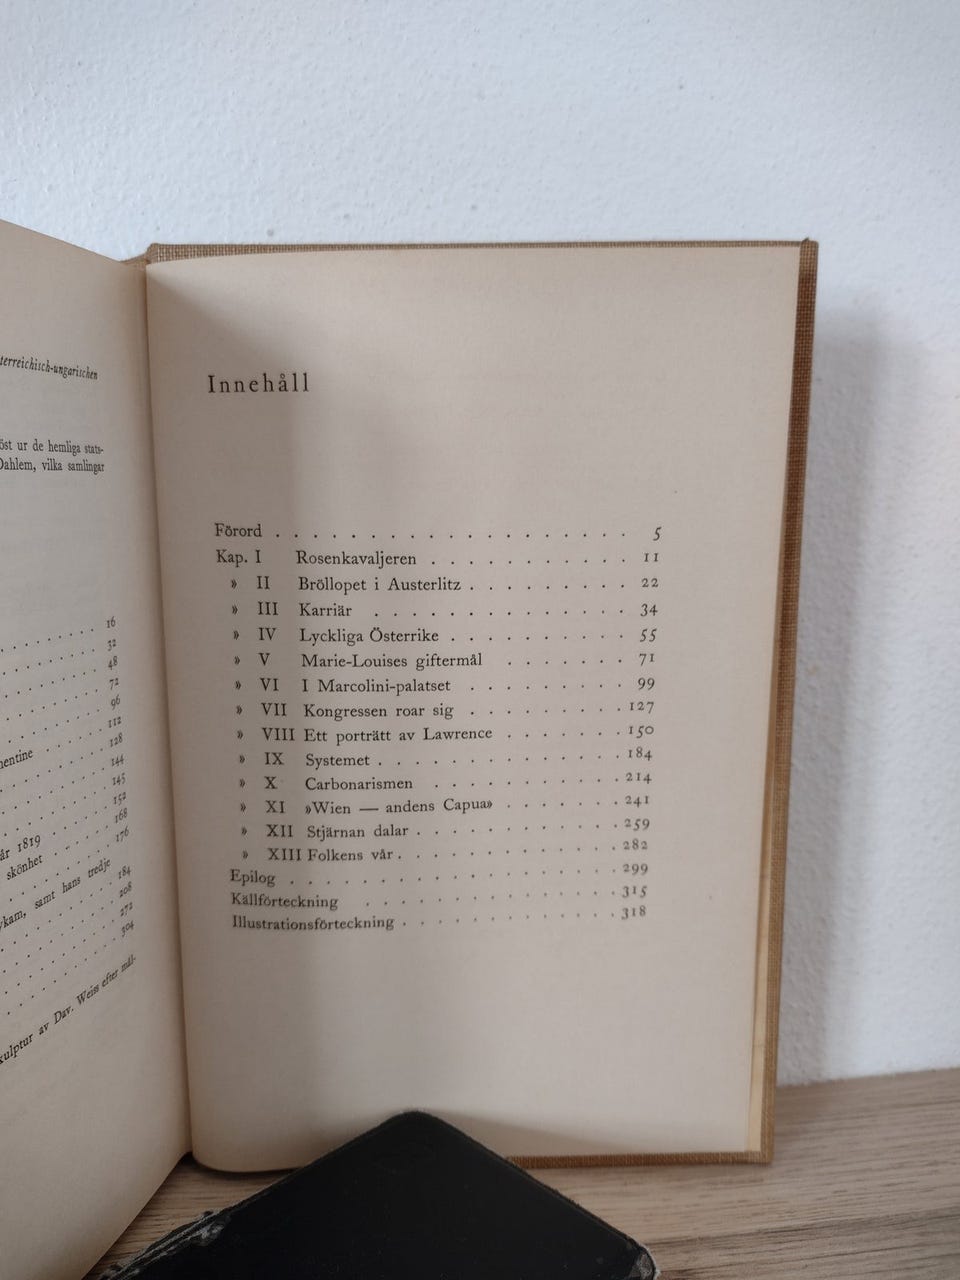 terreichisch-ungarischen
öst ur de hemliga stats-
Dahlem, vilka samlingar
16
32
48
72
96
112
nentine 128
144
145
152
år 1819 168
skönhet 176
ykam, samt hans tredje
184
208
272
304
kulptur av Dav. Weiss efter mål-
Innehåll
Förord . . . . . . . . . . . . . . . . . . . 5
Kap. I Rosenkavaljeren . . . . . . . . . . . 11
» II Bröllopet i Austerlitz . . . . . . . . . 22
» III Karriär . . . . . . . . . . . . . 34
» IV Lyckliga Österrike . . . . . . . . . . 55
» V Marie-Louises giftermål . . . . . . . 71
» VI I Marcolini-palatset . . . . . . . . . 99
» VII Kongressen roar sig . . . . . . . . . 127
» VIII Ett porträtt av Lawrence . . . . . . . 150
» IX Systemet . . . . . . . . . . . . . 184
» X Carbonarismen . . . . . . . . . . 214
» XI »Wien — andens Capua» . . . . . . . 241
» XII Stjärnan dalar . . . . . . . . . . . 259
» XIII Folkens vår . . . . . . . . . . . . 282
Epilog . . . . . . . . . . . . . . . . . . 299
Källförteckning . . . . . . . . . . . . . . 315
Illustrationsförteckning . . . . . . . . . . . . 318